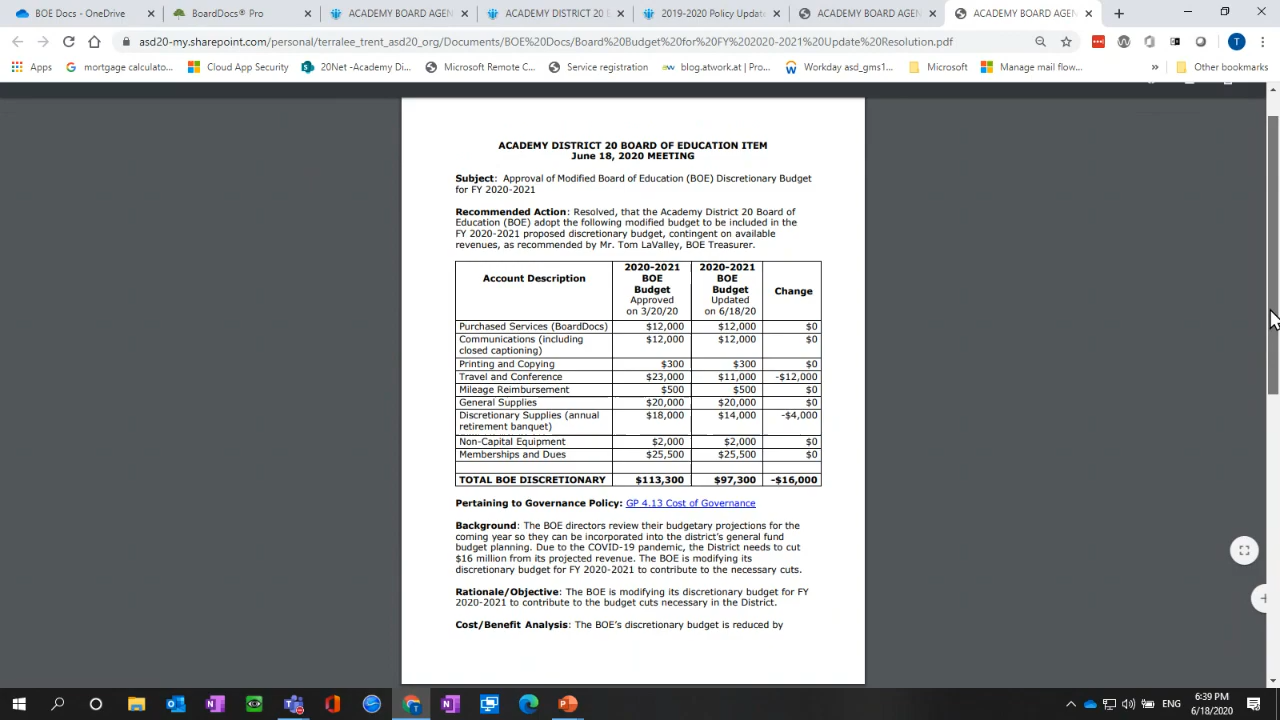 BOE Docs - OneDrive
BoardDocs® Pro
ACADEMY BOARD AGEN
ACADEMY DISTRICT 20 E
2019-2020 Policy Update
ACADEMY BOARD AGEN
ACADEMY BOARD AGEN
asd20-my.sharepoint.com/personal/terralee_trent_asd20_org/Documents/BOE%20Docs/Board%20Budget%20for%20FY%202020-2021%20Update%20Resolution.pdf
T
Apps
mortgage calculato...
Cloud App Security
20Net -Academy Di...
Microsoft Remote C...
Service registration
blog.atwork.at | Pro...
Workday asd_gms1...
Microsoft
Manage mail flow...
»
Other bookmarks
ACADEMY DISTRICT 20 BOARD OF EDUCATION ITEM
June 18, 2020 MEETING
Subject: Approval of Modified Board of Education (BOE) Discretionary Budget
for FY 2020-2021
Recommended Action: Resolved, that the Academy District 20 Board of
Education (BOE) adopt the following modified budget to be included in the
FY 2020-2021 proposed discretionary budget, contingent on available
revenues, as recommended by Mr. Tom LaValley, BOE Treasurer.
Account Description
2020-2021
BOE
Budget
Approved
on 3/20/20
2020-2021
BOE
Budget
Updated
on 6/18/20
Change
Purchased Services (BoardDocs) $12,000 $12,000 $0
Communications (including $12,000 $12,000 $0
closed captioning)
Printing and Copying $300 $300 $0
Travel and Conference $23,000 $11,000 -$12,000
Mileage Reimbursement $500 $500 $0
General Supplies $20,000 $20,000 $0
Discretionary Supplies (annual $18,000 $14,000 -$4,000
retirement banquet)
Non-Capital Equipment $2,000 $2,000 $0
Memberships and Dues $25,500 $25,500 $0
TOTAL BOE DISCRETIONARY $113,300 $97,300 -$16,000
Pertaining to Governance Policy: GP 4.13 Cost of Governance
Background: The BOE directors review their budgetary projections for the
coming year so they can be incorporated into the district's general fund
budget planning. Due to the COVID-19 pandemic, the District needs to cut
$16 million from its projected revenue. The BOE is modifying its
discretionary budget for FY 2020-2021 to contribute to the necessary cuts.
Rationale/Objective: The BOE is modifying its discretionary budget for FY
2020-2021 to contribute to the budget cuts necessary in the District.
Cost/Benefit Analysis: The BOE's discretionary budget is reduced by
ENG
6:39 PM
6/18/2020